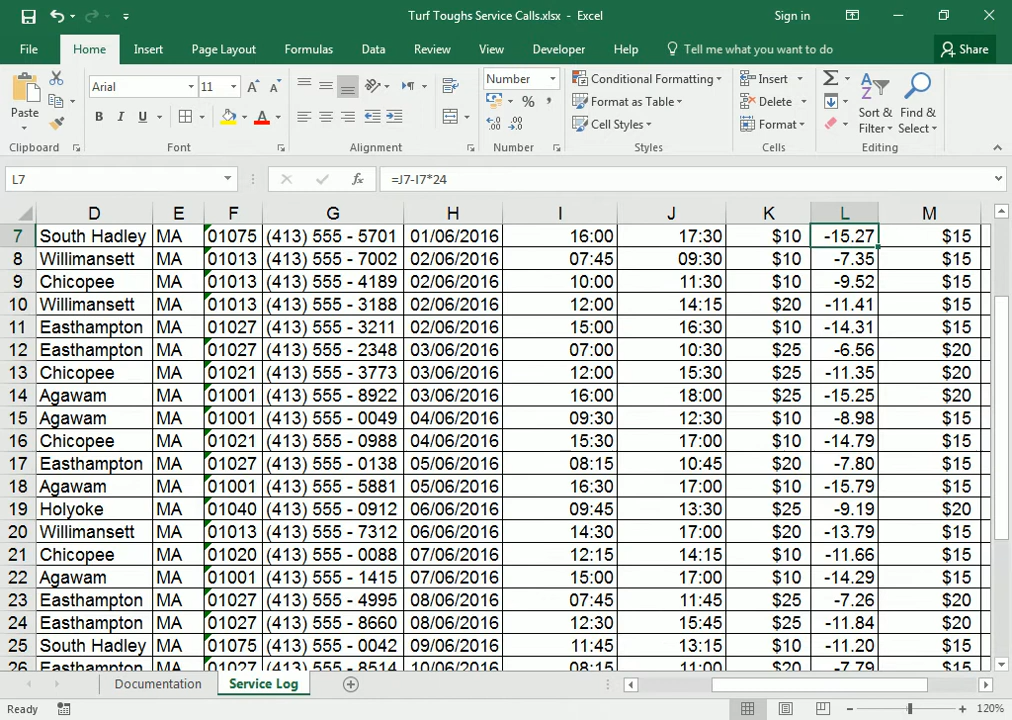 Turf Toughs Service Calls.xlsx - Excel
Sign in
File Home Insert Page Layout Formulas Data Review View Developer Help Tell me what you want to do Share
Paste
Clipboard
Arial 11
B I U A
Font
Alignment
Number
%
Number
Conditional Formatting
Format as Table
Cell Styles
Styles
Insert
Delete
Format
Cells
Sort & Filter
Find & Select
Editing
L7 fx =J7-I7*24
D E F G H I J K L M
7 South Hadley MA 01075 (413) 555 - 5701 01/06/2016 16:00 17:30 $10 -15.27 $15
8 Willimansett MA 01013 (413) 555 - 7002 02/06/2016 07:45 09:30 $10 -7.35 $15
9 Chicopee MA 01013 (413) 555 - 4189 02/06/2016 10:00 11:30 $10 -9.52 $15
10 Willimansett MA 01013 (413) 555 - 3188 02/06/2016 12:00 14:15 $20 -11.41 $15
11 Easthampton MA 01027 (413) 555 - 3211 02/06/2016 15:00 16:30 $10 -14.31 $15
12 Easthampton MA 01027 (413) 555 - 2348 03/06/2016 07:00 10:30 $25 -6.56 $20
13 Chicopee MA 01021 (413) 555 - 3773 03/06/2016 12:00 15:30 $25 -11.35 $15
14 Agawam MA 01001 (413) 555 - 8922 03/06/2016 16:00 18:00 $25 -15.25 $20
15 Agawam MA 01001 (413) 555 - 0049 04/06/2016 09:30 12:30 $10 -8.98 $15
16 Chicopee MA 01021 (413) 555 - 0988 04/06/2016 15:30 17:00 $10 -14.79 $15
17 Easthampton MA 01027 (413) 555 - 0138 05/06/2016 08:15 10:45 $20 -7.80 $15
18 Agawam MA 01001 (413) 555 - 5881 05/06/2016 16:30 17:00 $10 -15.79 $15
19 Holyoke MA 01040 (413) 555 - 0912 06/06/2016 09:45 13:30 $25 -9.19 $20
20 Willimansett MA 01013 (413) 555 - 7312 06/06/2016 14:30 17:00 $20 -13.79 $15
21 Chicopee MA 01020 (413) 555 - 0088 07/06/2016 12:15 14:15 $10 -11.66 $15
22 Agawam MA 01001 (413) 555 - 1415 07/06/2016 15:00 17:00 $10 -14.29 $15
23 Easthampton MA 01027 (413) 555 - 4995 08/06/2016 07:45 11:45 $25 -7.26 $20
24 Easthampton MA 01027 (413) 555 - 8660 08/06/2016 12:30 15:45 $25 -11.84 $20
25 South Hadley MA 01075 (413) 555 - 0042 09/06/2016 11:45 13:15 $10 -11.20 $15
26 Easthampton MA 01027 (413) 555 - 8514 10/06/2016 08:15 11:00 $20 -7.79 $15
Documentation Service Log
Ready 120%